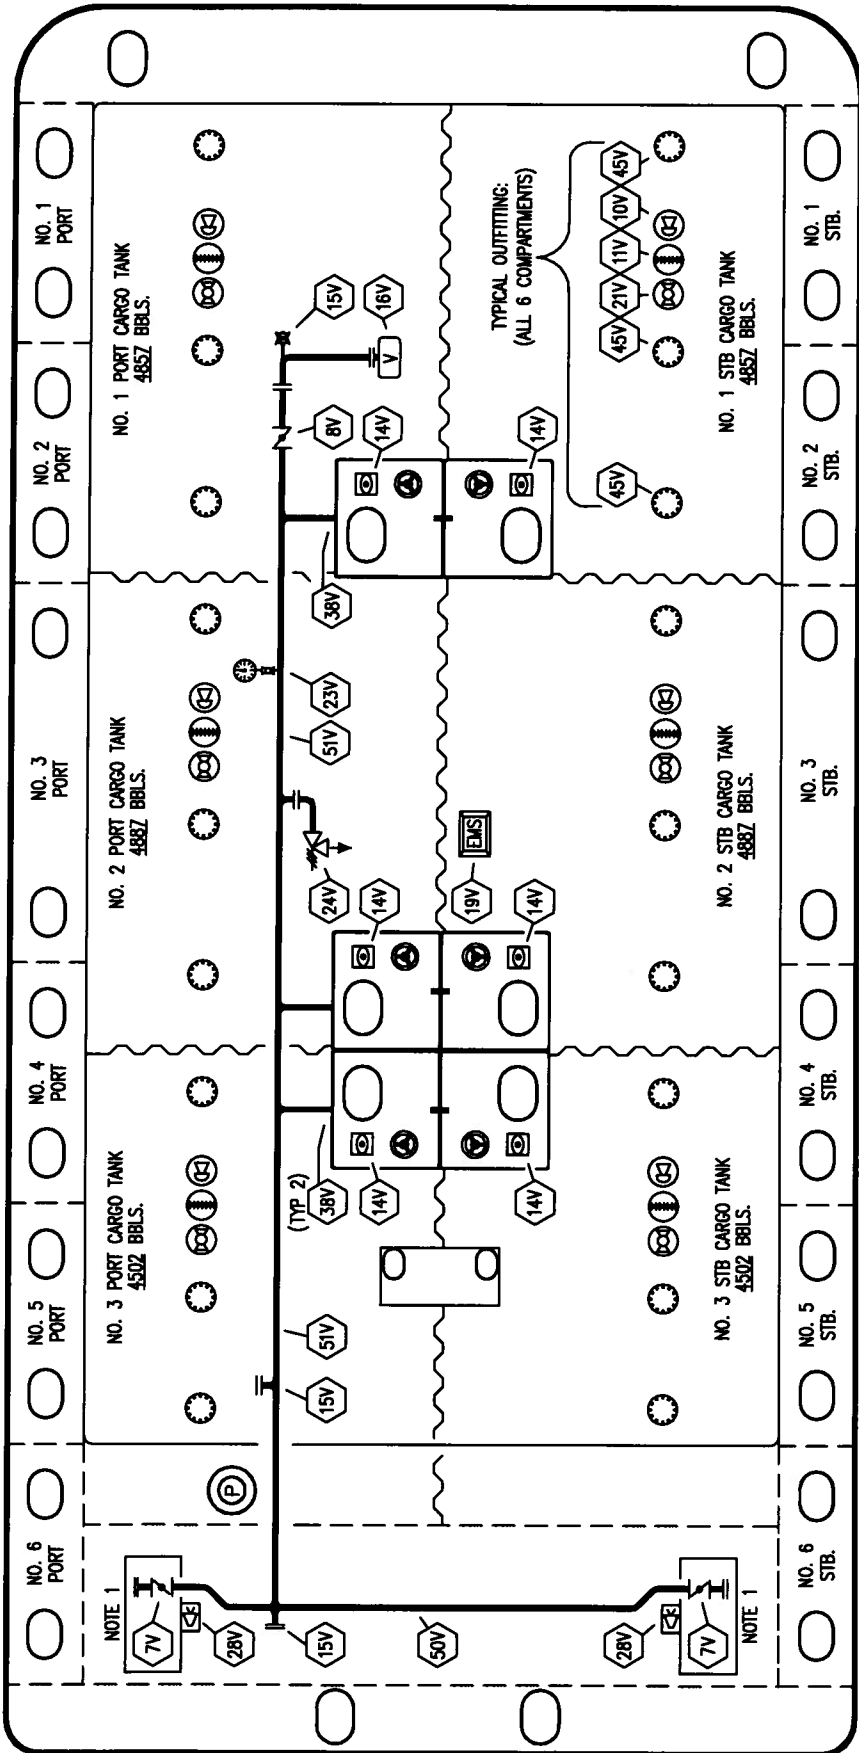 NO. 1
PORT
NO. 2
PORT
NO. 3
PORT
NO. 4
PORT
NO. 5
PORT
NO. 6
PORT
NO. 1 PORT CARGO TANK
4857 BBLS.
NO. 2 PORT CARGO TANK
4887 BBLS.
NO. 3 PORT CARGO TANK
4502 BBLS.
NOTE 1
7V
28V
15V
P
15V
51V
(TYP 2)
38V
14V
14V
24V
51V
23V
38V
14V
8V
15V
16V
V
50V
14V
19V
EMS
14V
14V
45V
TYPICAL OUTFITTING:
(ALL 6 COMPARTMENTS)
45V
21V
11V
10V
45V
28V
7V
NOTE 1
NO. 3 STB CARGO TANK
4502 BBLS.
NO. 2 STB CARGO TANK
4887 BBLS.
NO. 1 STB CARGO TANK
4857 BBLS.
NO. 6
STB.
NO. 5
STB.
NO. 4
STB.
NO. 3
STB.
NO. 2
STB.
NO. 1
STB.